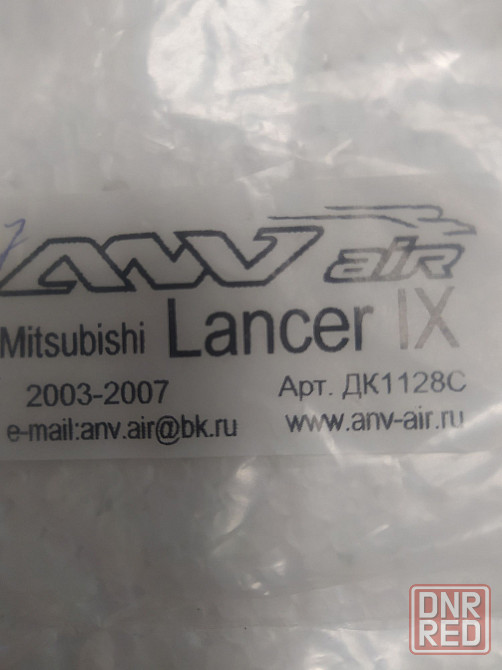 7
ANV air
Mitsubishi Lancer IX
2003-2007 Арт. ДК1128С
e-mail:anv.air@bk.ru www.anv-air.ru
DNR
RED